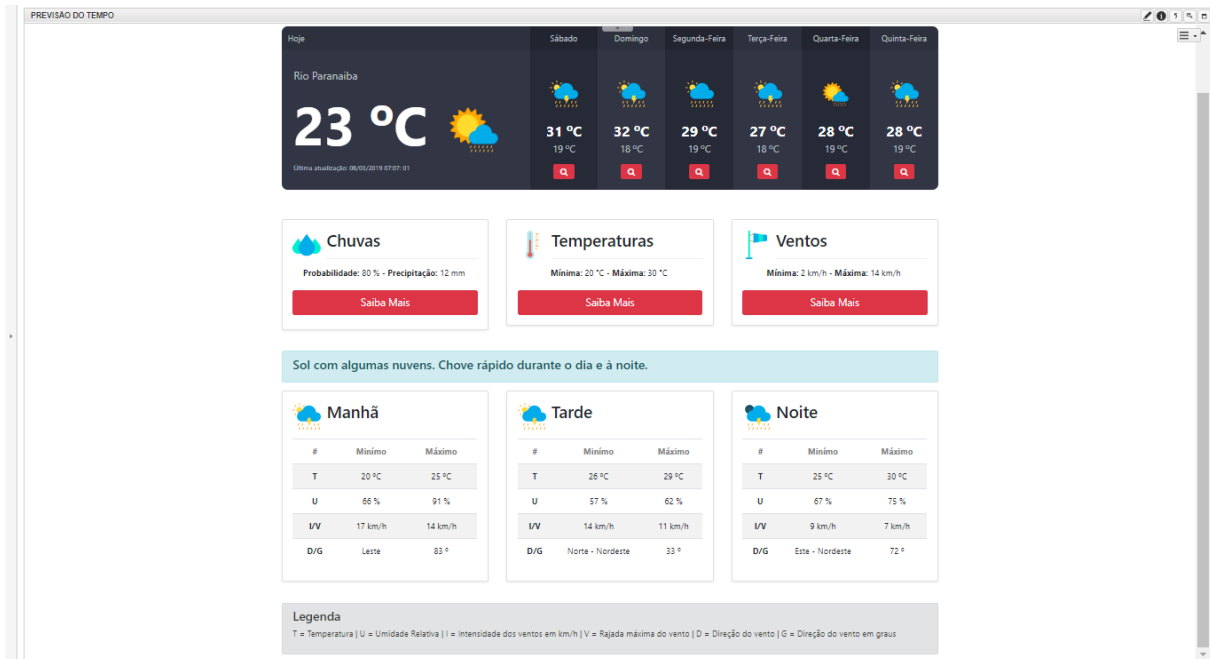 PREVISÃO DO TEMPO
Hoje
Sábado
Domingo
Segunda-Feira
Terça-Feira
Quarta-Feira
Quinta-Feira
Rio Paranaiba
23 ºC
Última atualização: 08/03/2019 07:07: 01
31 ºC
19 ºC
32 ºC
18 ºC
29 ºC
19 ºC
27 ºC
18 ºC
28 ºC
19 ºC
28 ºC
19 ºC
Chuvas
Probabilidade: 80 % - Precipitação: 12 mm
Saiba Mais
Temperaturas
Mínima: 20 °C - Máxima: 30 °C
Saiba Mais
Ventos
Mínima: 2 km/h - Máxima: 14 km/h
Saiba Mais
Sol com algumas nuvens. Chove rápido durante o dia e à noite.
Manhã
# Minímo Máximo
T 20 ºC 25 ºC
U 66 % 91 %
I/V 17 km/h 14 km/h
D/G Leste 83 º
Tarde
# Minímo Máximo
T 26 ºC 29 ºC
U 57 % 62 %
I/V 14 km/h 11 km/h
D/G Norte - Nordeste 33 º
Noite
# Minímo Máximo
T 25 ºC 30 ºC
U 67 % 75 %
I/V 9 km/h 7 km/h
D/G Este - Nordeste 72 º
Legenda
T = Temperatura | U = Umidade Relativa | I = Intensidade dos ventos em km/h | V = Rajada máxima do vento | D = Direção do vento | G = Direção do vento em graus